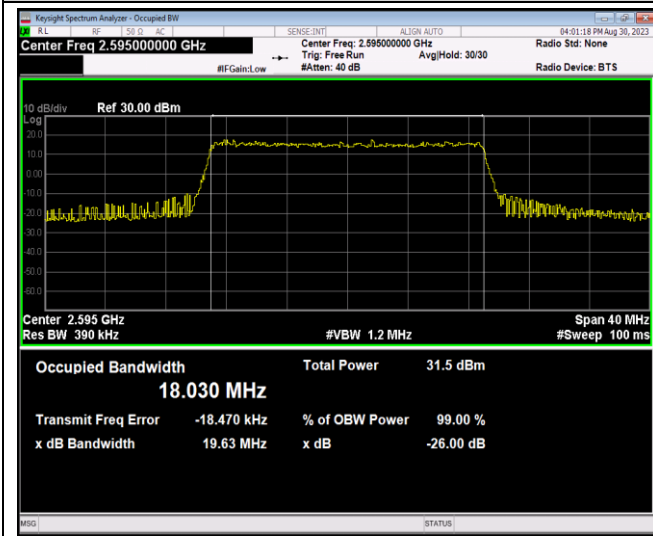 Keysight Spectrum Analyzer - Occupied BW
RL RF 50 Ω AC SENSE:INT ALIGN AUTO 04:01:18 PM Aug 30, 2023
Center Freq 2.595000000 GHz Center Freq: 2.595000000 GHz Radio Std: None
Trig: Free Run Avg|Hold: 30/30
#IFGain:Low #Atten: 40 dB Radio Device: BTS
10 dB/div Ref 30.00 dBm
Log
20.0
10.0
0.00
-10.0
-20.0
-30.0
-40.0
-50.0
-60.0
Center 2.595 GHz Span 40 MHz
Res BW 390 kHz #VBW 1.2 MHz #Sweep 100 ms
Occupied Bandwidth Total Power 31.5 dBm
18.030 MHz
Transmit Freq Error -18.470 kHz % of OBW Power 99.00 %
x dB Bandwidth 19.63 MHz x dB -26.00 dB
MSG STATUS